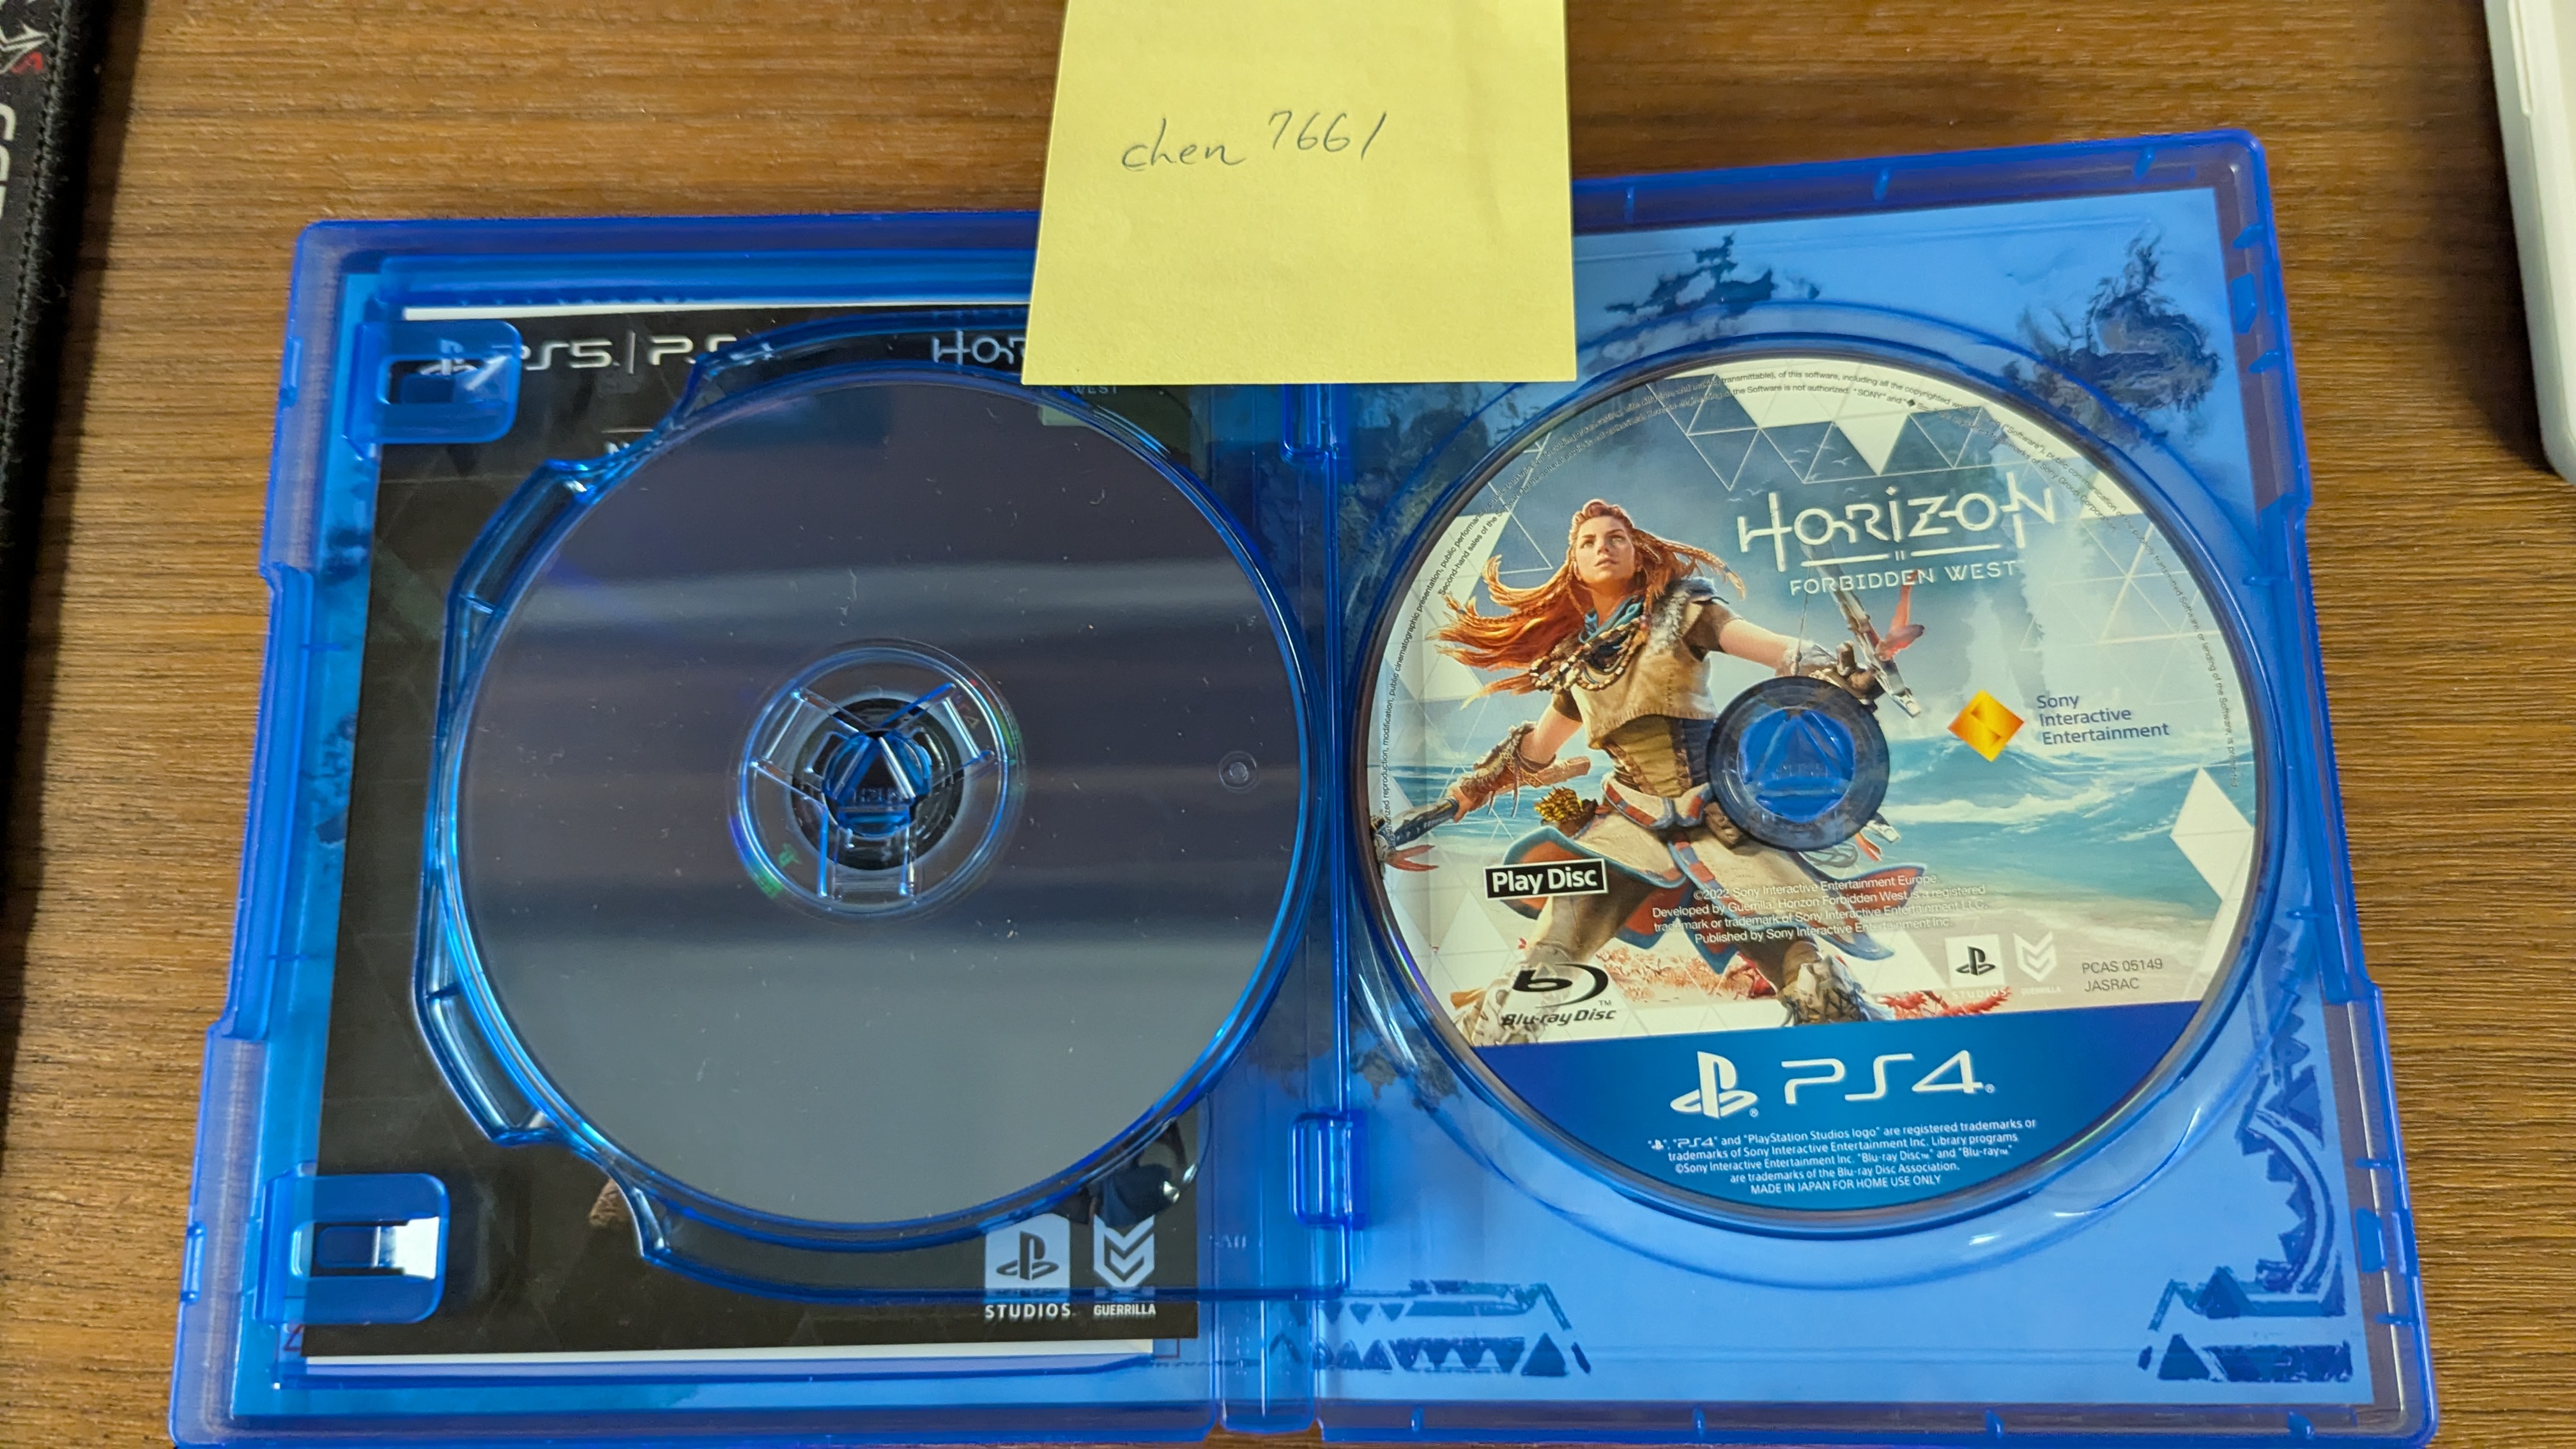 chen 7661
PS5 | PS4
HOR
WEST
HORIZON
II
FORBIDDEN WEST
Sony
Interactive
Entertainment
Play Disc
©2022 Sony Interactive Entertainment Europe.
Developed by Guerrilla. Horizon Forbidden West is a registered
trademark or trademark of Sony Interactive Entertainment LLC.
Published by Sony Interactive Entertainment Inc.
Blu-ray Disc
TM
STUDIOS
GUERRILLA
PCAS 05149
JASRAC
PS4®
"PS4" and "PlayStation Studios logo" are registered trademarks or
trademarks of Sony Interactive Entertainment Inc. Library programs
©Sony Interactive Entertainment Inc. "Blu-ray Disc™" and "Blu-ray™"
are trademarks of the Blu-ray Disc Association.
MADE IN JAPAN FOR HOME USE ONLY
STUDIOS
GUERRILLA